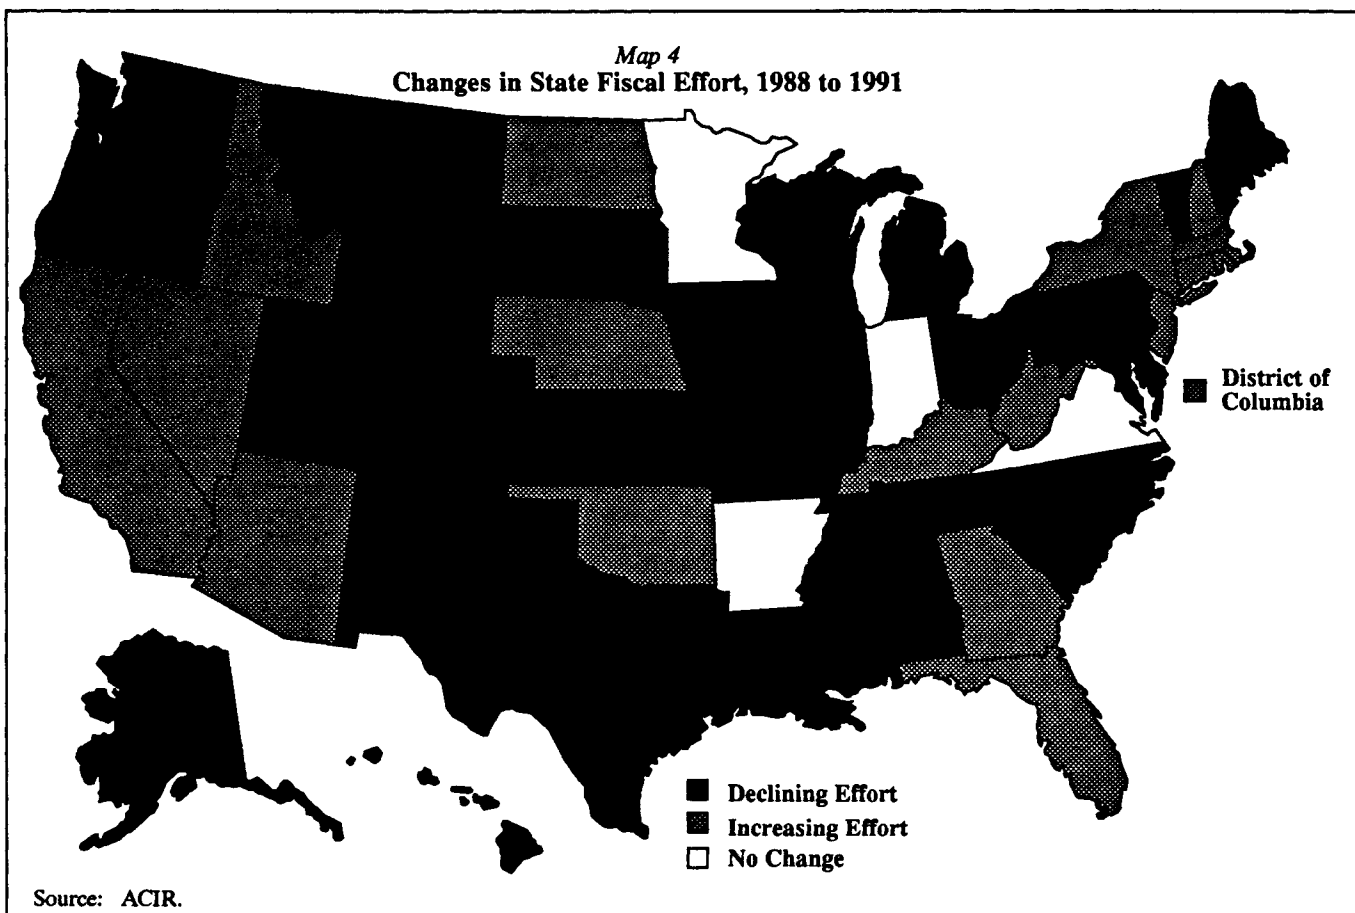 Map 4
Changes in State Fiscal Effort, 1988 to 1991
District of
Columbia
Declining Effort
Increasing Effort
No Change
Source: ACIR.